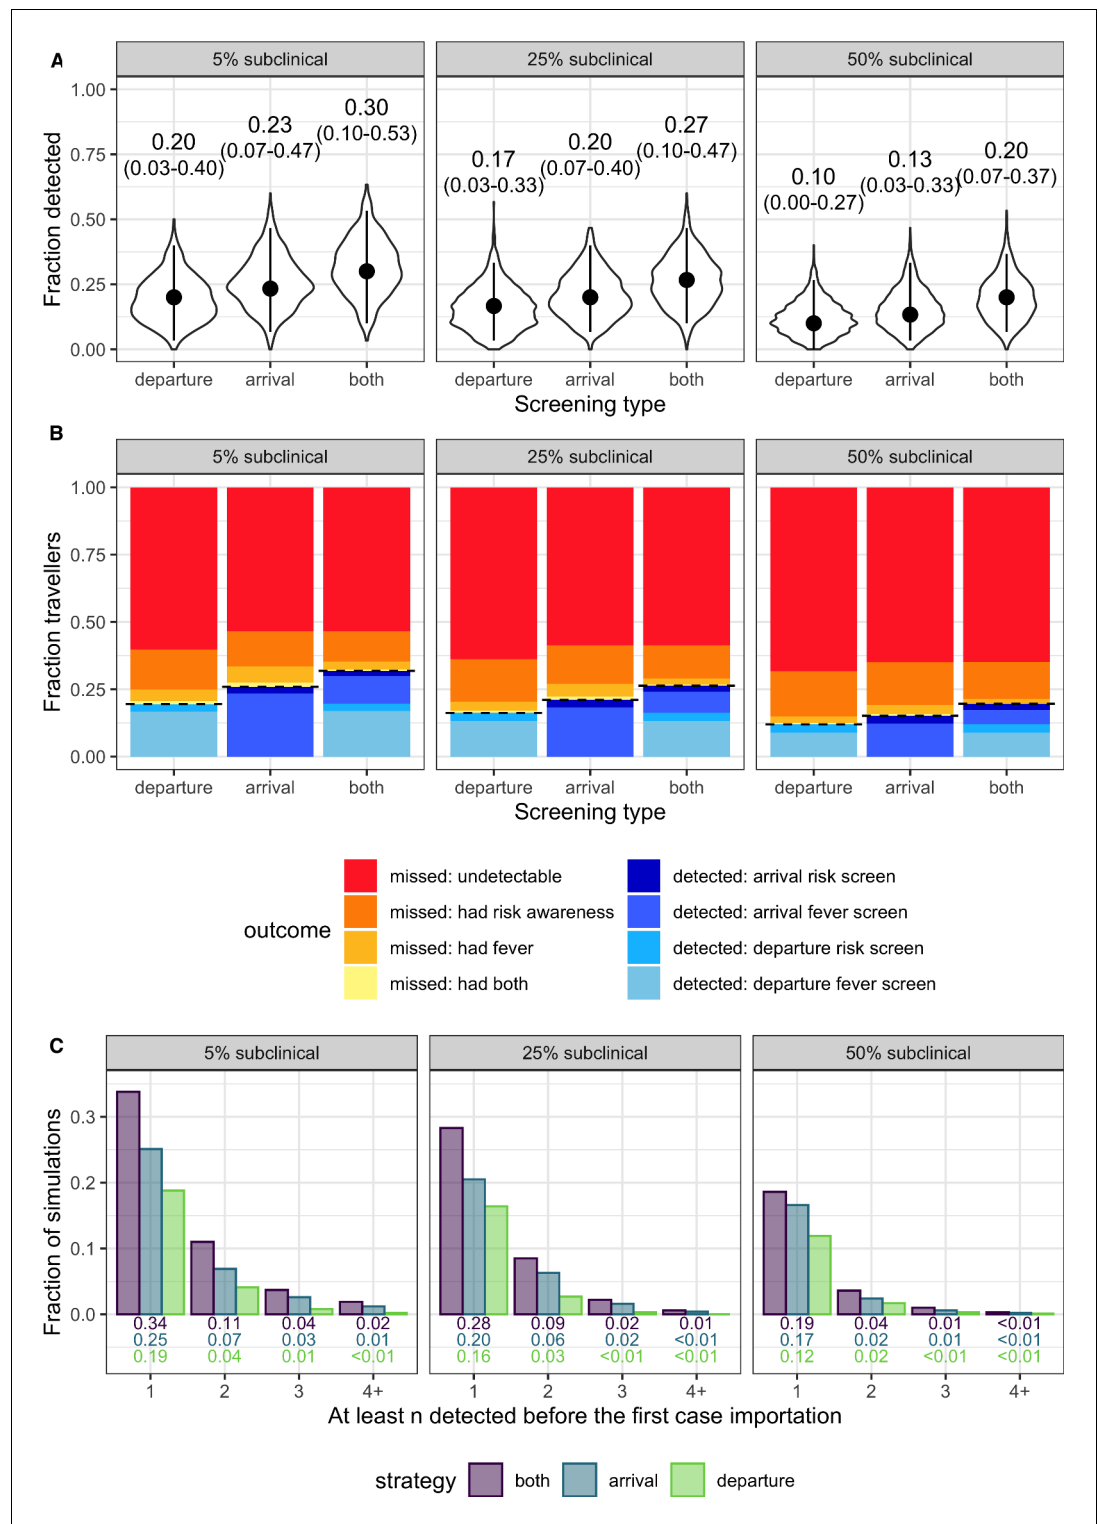 A
5% subclinical 25% subclinical 50% subclinical
Fraction detected
1.00
0.75
0.50
0.25
0.00
0.20
(0.03-0.40)
0.23
(0.07-0.47)
0.30
(0.10-0.53)
0.17
(0.03-0.33)
0.20
(0.07-0.40)
0.27
(0.10-0.47)
0.10
(0.00-0.27)
0.13
(0.03-0.33)
0.20
(0.07-0.37)
departure arrival both departure arrival both departure arrival both
Screening type
B
5% subclinical 25% subclinical 50% subclinical
Fraction travellers
1.00
0.75
0.50
0.25
0.00
departure arrival both departure arrival both departure arrival both
Screening type
outcome
missed: undetectable
missed: had risk awareness
missed: had fever
missed: had both
detected: arrival risk screen
detected: arrival fever screen
detected: departure risk screen
detected: departure fever screen
C
5% subclinical 25% subclinical 50% subclinical
Fraction of simulations
0.3
0.2
0.1
0.0
0.34 0.11 0.04 0.02 0.28 0.09 0.02 0.01 0.19 0.04 0.01 <0.01
0.25 0.07 0.03 0.01 0.20 0.06 0.02 <0.01 0.17 0.02 0.01 <0.01
0.19 0.04 0.01 <0.01 0.16 0.03 <0.01 <0.01 0.12 0.02 <0.01 <0.01
1 2 3 4+ 1 2 3 4+ 1 2 3 4+
At least n detected before the first case importation
strategy both arrival departure